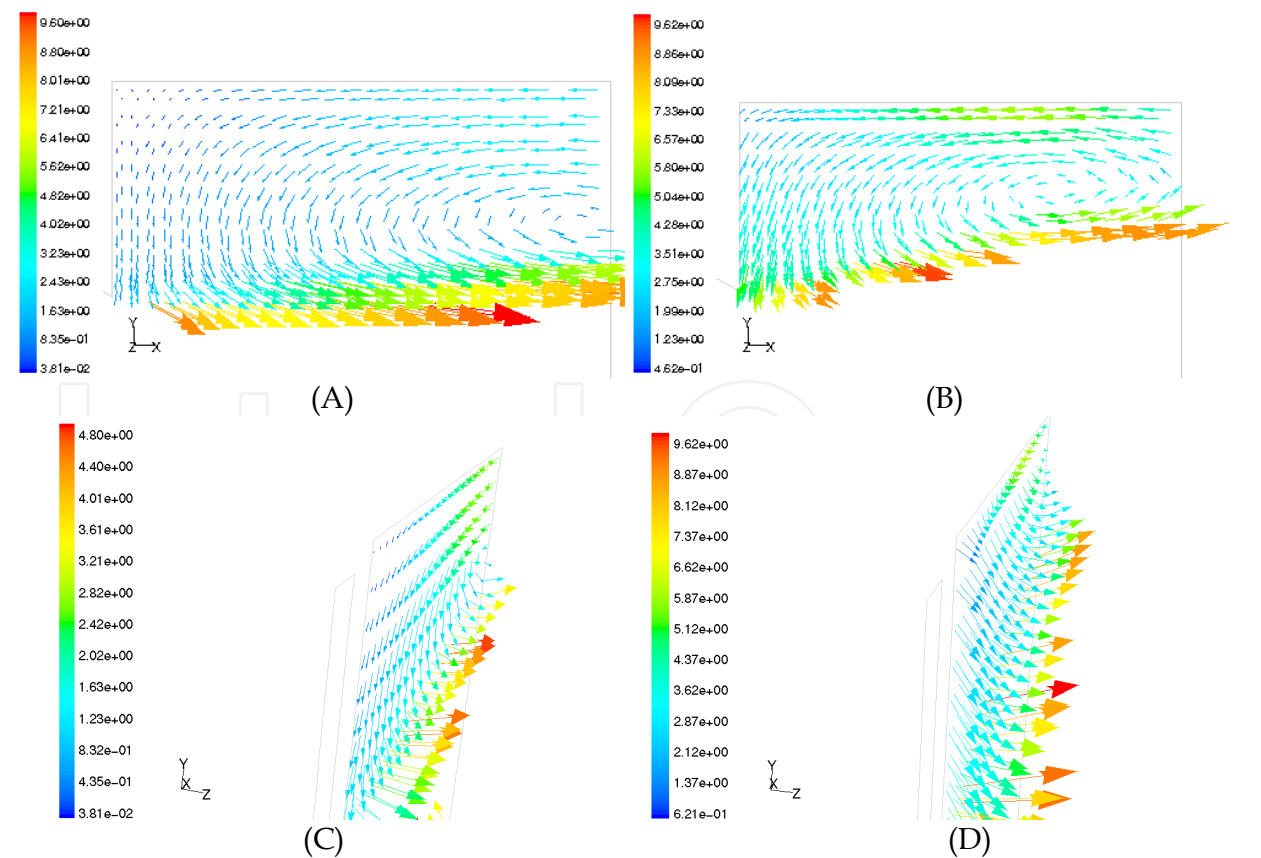 9.60e+00
8.80e+00
8.01e+00
7.21e+00
6.41e+00
5.62e+00
4.82e+00
4.02e+00
3.23e+00
2.43e+00
1.63e+00
8.35e-01
3.81e-02
Y
Z X
(A)
9.62e+00
8.86e+00
8.09e+00
7.33e+00
6.57e+00
5.80e+00
5.04e+00
4.28e+00
3.51e+00
2.75e+00
1.99e+00
1.23e+00
4.62e-01
Y
Z X
(B)
4.80e+00
4.40e+00
4.01e+00
3.61e+00
3.21e+00
2.82e+00
2.42e+00
2.02e+00
1.63e+00
1.23e+00
8.32e-01
4.35e-01
3.81e-02
Y
X
Z
(C)
9.62e+00
8.87e+00
8.12e+00
7.37e+00
6.62e+00
5.87e+00
5.12e+00
4.37e+00
3.62e+00
2.87e+00
2.12e+00
1.37e+00
6.21e-01
Y
X
Z
(D)